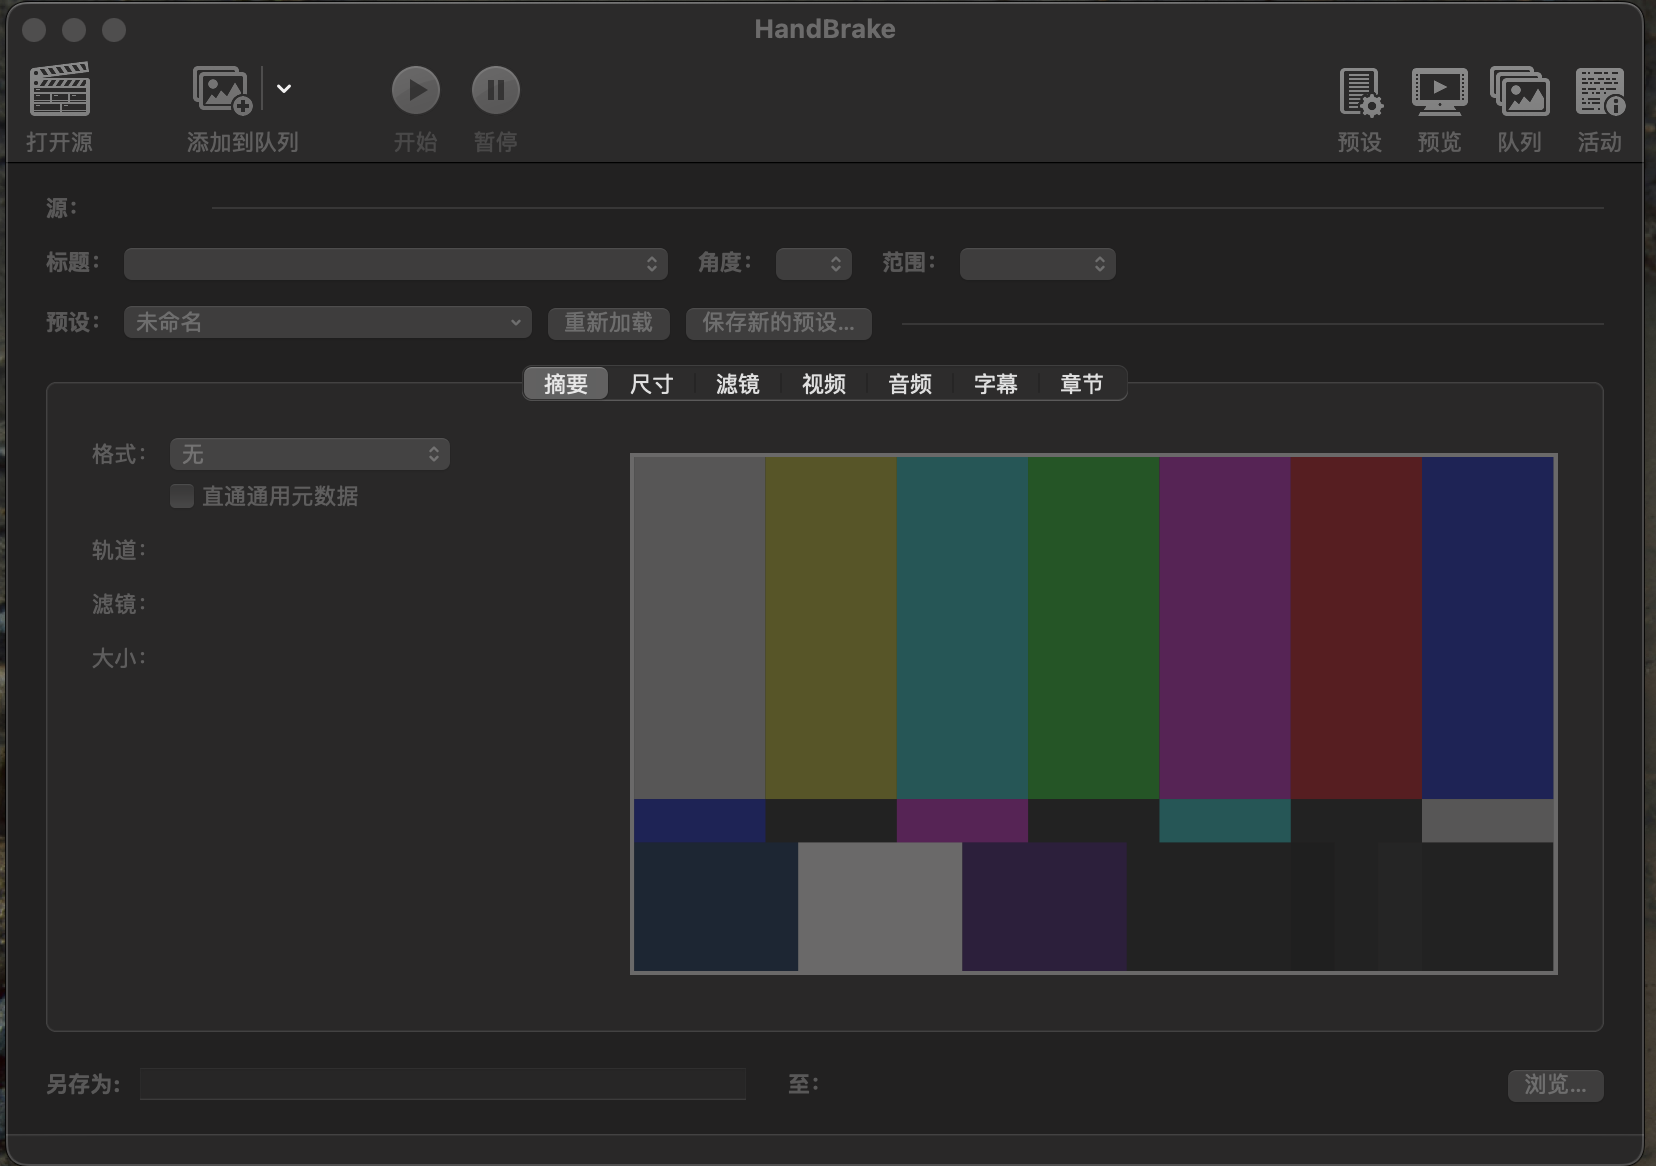 HandBrake
打开源
添加到队列
开始
暂停
预设
预览
队列
活动
源：
标题：
角度：
范围：
预设：
未命名
重新加载
保存新的预设...
摘要
尺寸
滤镜
视频
音频
字幕
章节
格式：
无
直通通用元数据
轨道：
滤镜：
大小：
另存为:
至：
浏览...